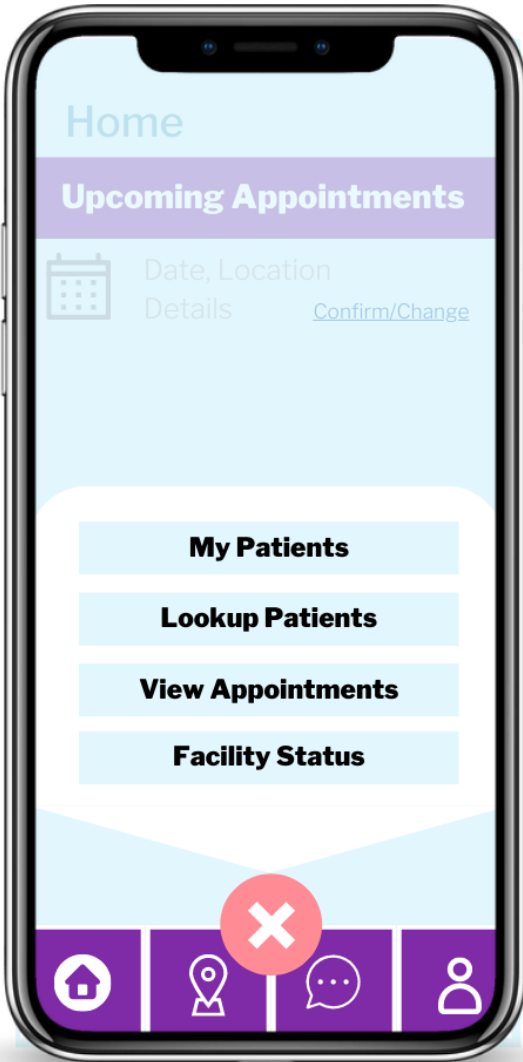 Home
Upcoming Appointments
Date, Location
Details
Confirm/Change
My Patients
Lookup Patients
View Appointments
Facility Status